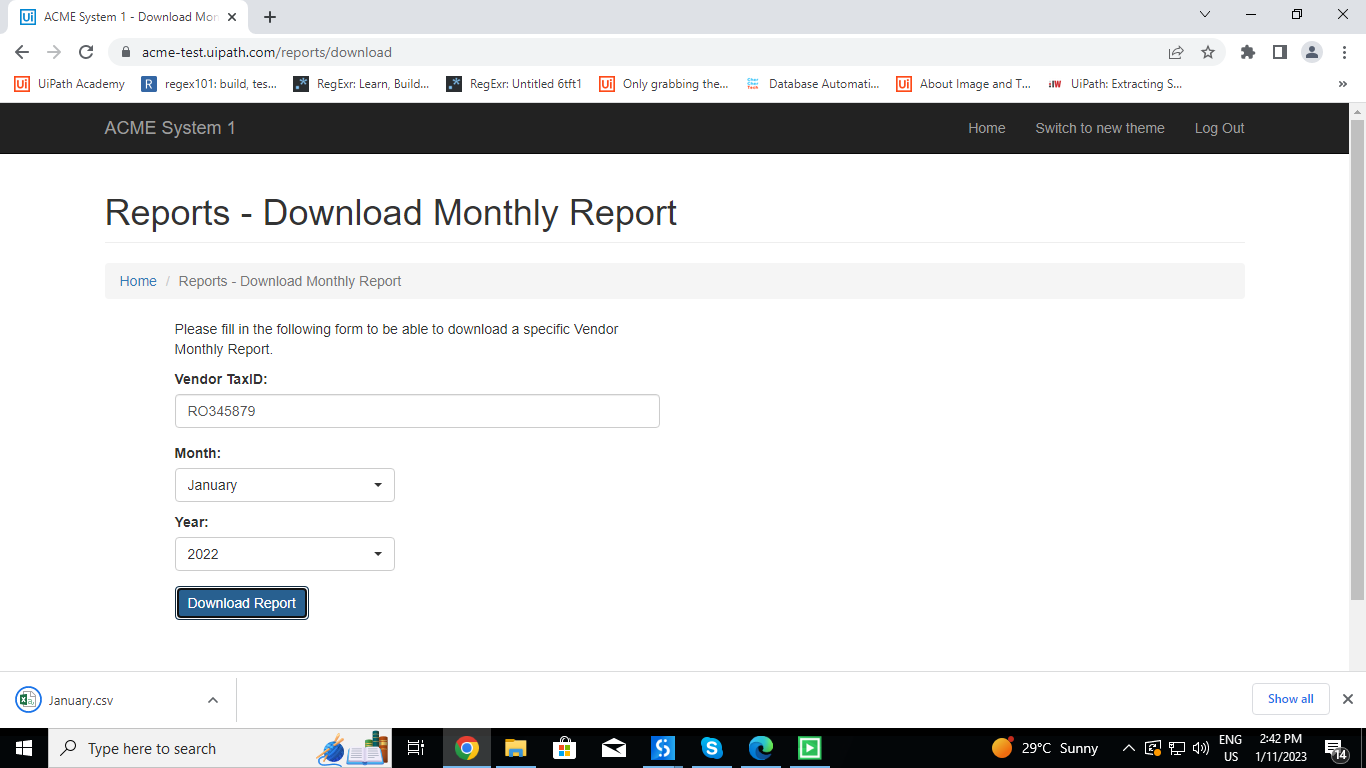 ACME System 1 - Download Mon
acme-test.uipath.com/reports/download
UiPath Academy
regex101: build, tes...
RegExr: Learn, Build...
RegExr: Untitled 6tft1
Only grabbing the...
Database Automati...
About Image and T...
UiPath: Extracting S...
ACME System 1
Home
Switch to new theme
Log Out
Reports - Download Monthly Report
Home / Reports - Download Monthly Report
Please fill in the following form to be able to download a specific Vendor
Monthly Report.
Vendor TaxID:
RO345879
Month:
January
Year:
2022
Download Report
January.csv
Show all
Type here to search
29°C Sunny
ENG
US
2:42 PM
1/11/2023
14